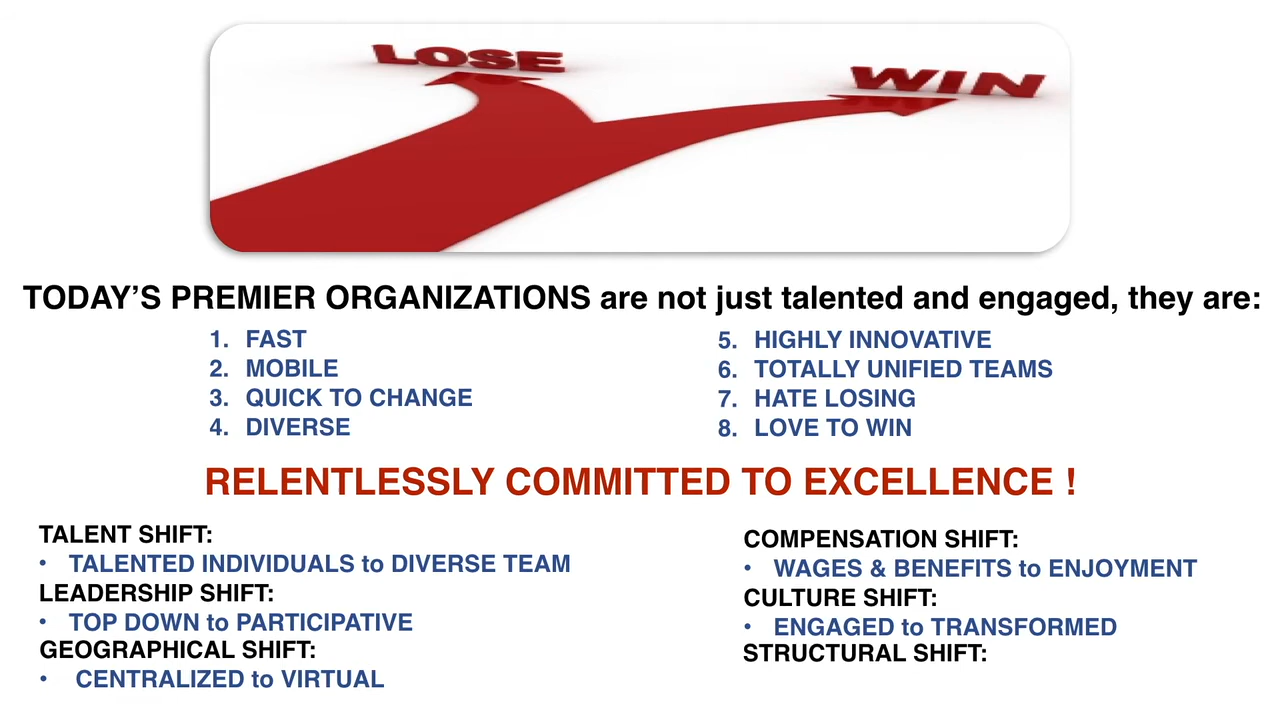 LOSE
WIN
TODAY’S PREMIER ORGANIZATIONS are not just talented and engaged, they are:
1. FAST
2. MOBILE
3. QUICK TO CHANGE
4. DIVERSE
5. HIGHLY INNOVATIVE
6. TOTALLY UNIFIED TEAMS
7. HATE LOSING
8. LOVE TO WIN
RELENTLESSLY COMMITTED TO EXCELLENCE !
TALENT SHIFT:
• TALENTED INDIVIDUALS to DIVERSE TEAM
LEADERSHIP SHIFT:
• TOP DOWN to PARTICIPATIVE
GEOGRAPHICAL SHIFT:
• CENTRALIZED to VIRTUAL
COMPENSATION SHIFT:
• WAGES & BENEFITS to ENJOYMENT
CULTURE SHIFT:
• ENGAGED to TRANSFORMED
STRUCTURAL SHIFT: